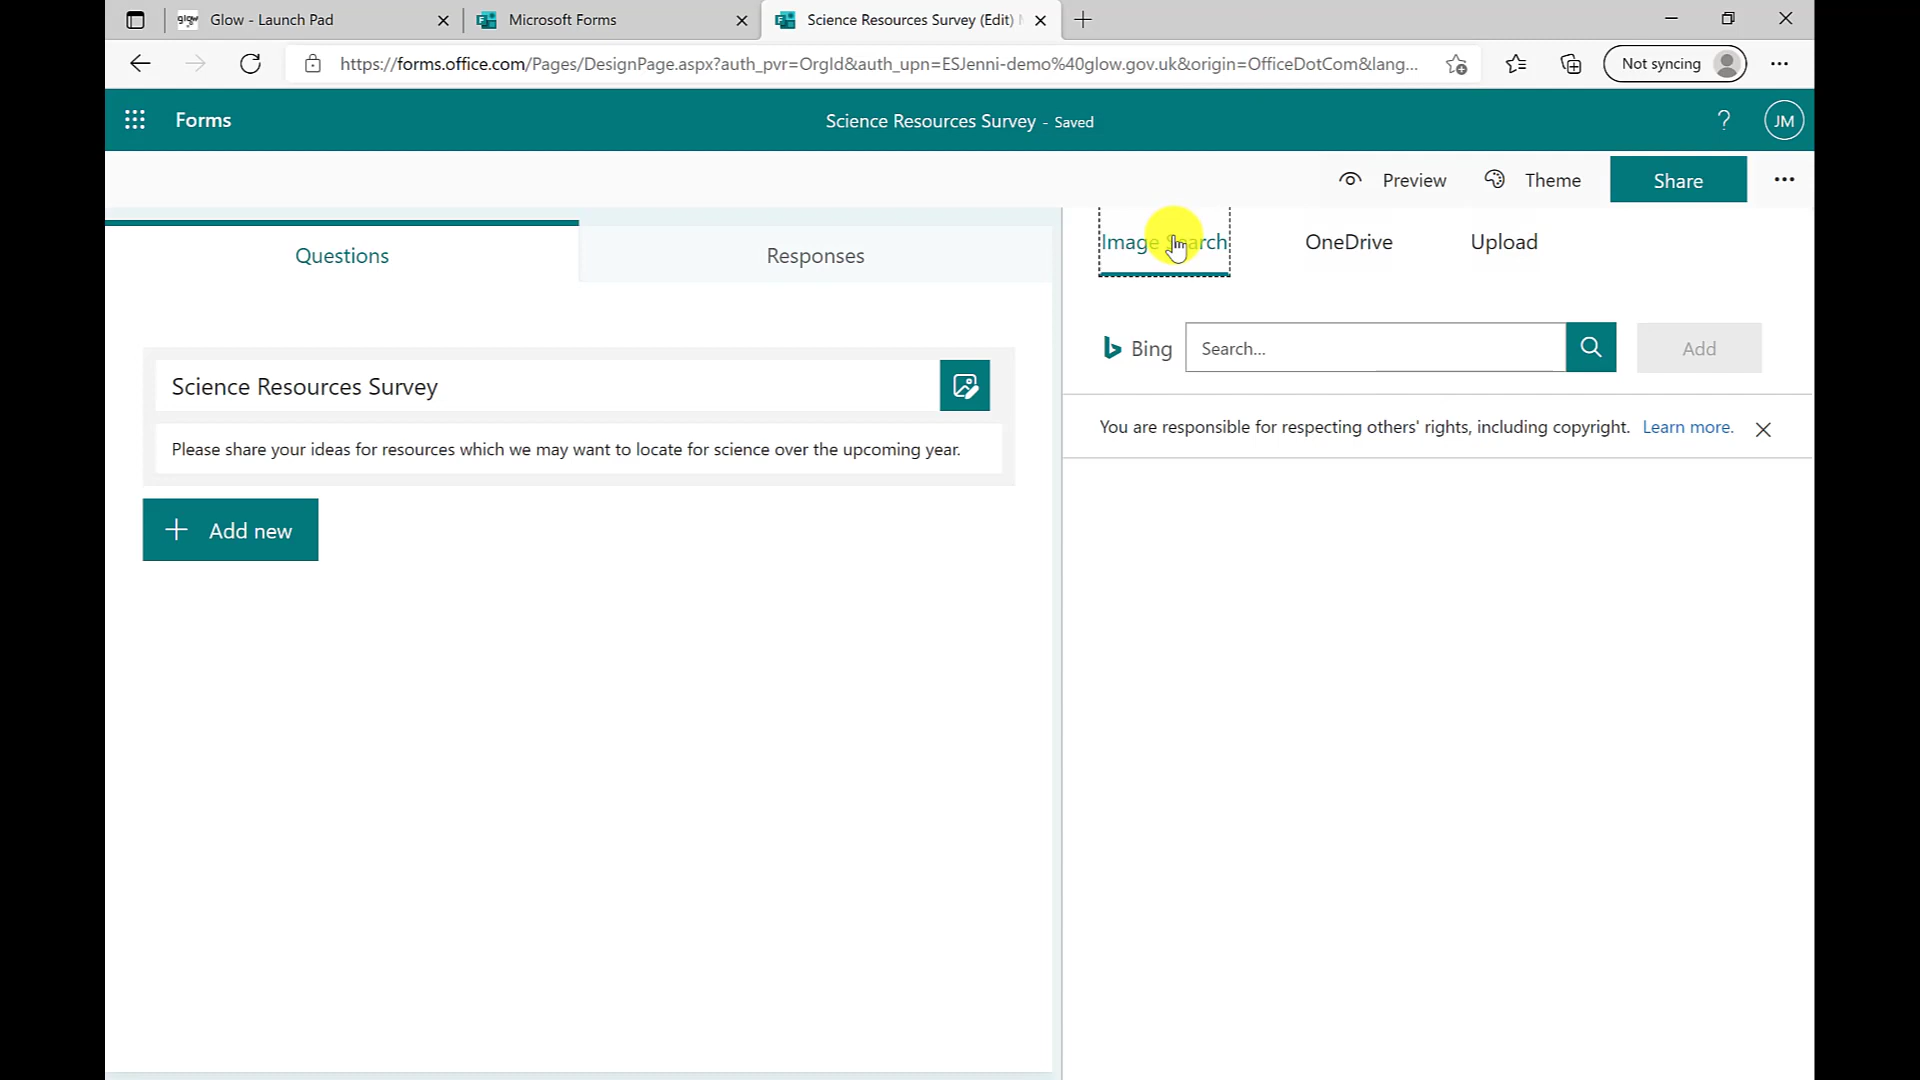 glow Glow - Launch Pad
Microsoft Forms
Science Resources Survey (Edit)
https://forms.office.com/Pages/DesignPage.aspx?auth_pvr=OrgId&auth_upn=ESJenni-demo%40glow.gov.uk&origin=OfficeDotCom&lang...
Not syncing
Forms
Science Resources Survey - Saved
?
JM
Preview
Theme
Share
Questions
Responses
Image Search
OneDrive
Upload
Bing
Search...
Add
You are responsible for respecting others' rights, including copyright. Learn more.
Science Resources Survey
Please share your ideas for resources which we may want to locate for science over the upcoming year.
+ Add new